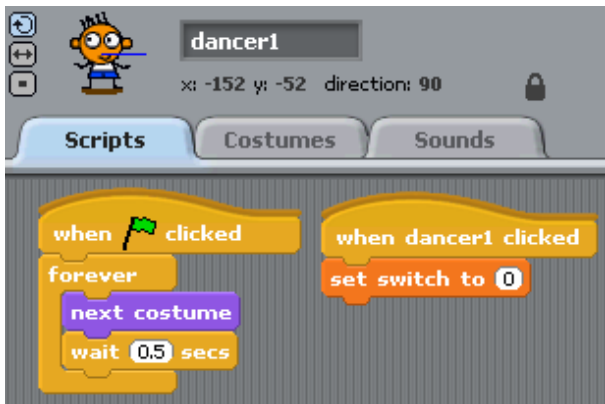 dancer1
x: -152 y: -52 direction: 90
Scripts Costumes Sounds
when clicked
forever
next costume
wait 0.5 secs
when dancer1 clicked
set switch to 0